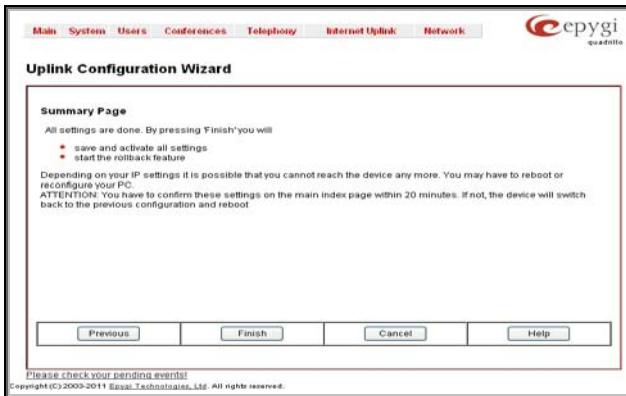 Main System Users Conferences Telephony Internet Uplink Network
epygi
quadrillo
Uplink Configuration Wizard
Summary Page
All settings are done. By pressing 'Finish' you will
save and activate all settings
start the rollback feature
Depending on your IP settings it is possible that you cannot reach the device any more. You may have to reboot or
reconfigure your PC.
ATTENTION: You have to confirm these settings on the main index page within 20 minutes. If not, the device will switch
back to the previous configuration and reboot
Previous Finish Cancel Help
Please check your pending events!
Copyright (C) 2003-2011 Epygi Technologies, Ltd. All rights reserved.